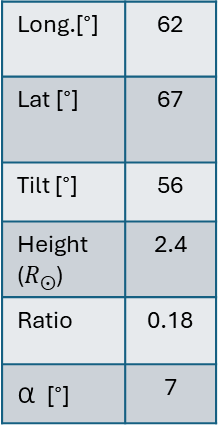 Long.[°] 62
Lat [°] 67
Tilt [°] 56
Height 2.4
(R⊙)
Ratio 0.18
α [°] 7